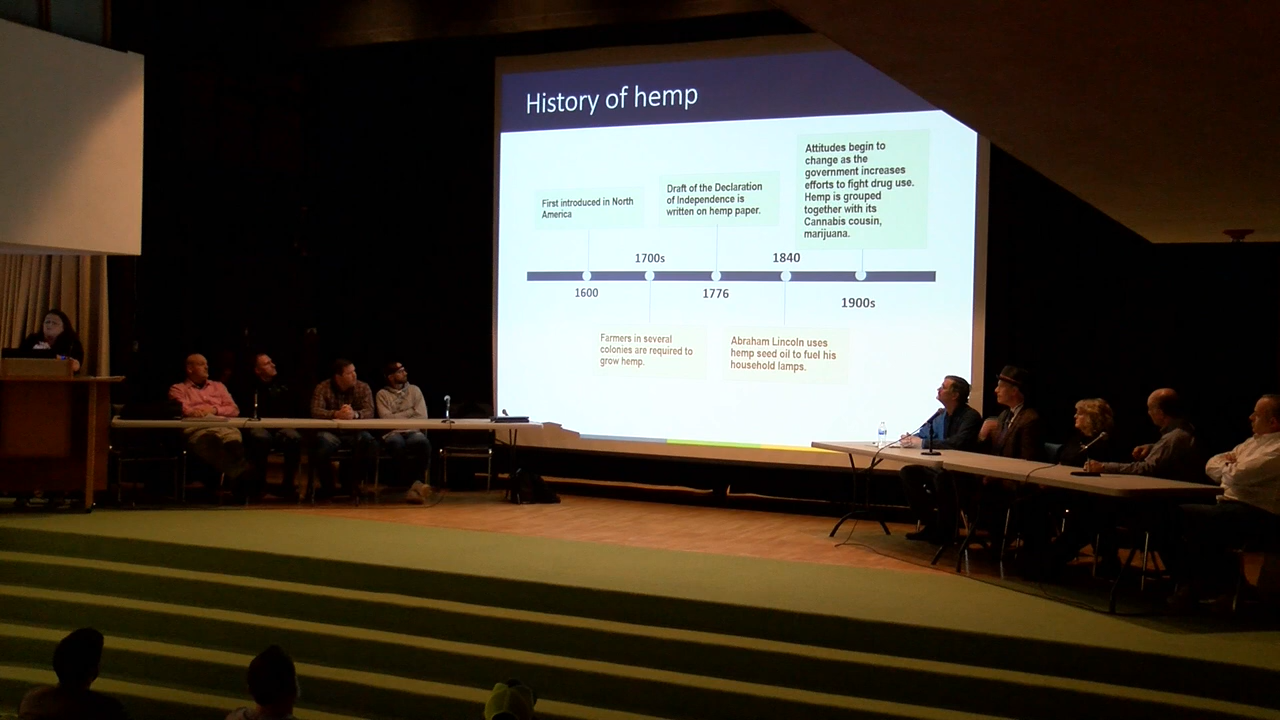 History of hemp
First introduced in North
America
Draft of the Declaration
of Independence is
written on hemp paper.
Attitudes begin to
change as the
government increases
efforts to fight drug use.
Hemp is grouped
together with its
Cannabis cousin,
marijuana.
1700s
1840
1600
1776
1900s
Farmers in several
colonies are required to
grow hemp.
Abraham Lincoln uses
hemp seed oil to fuel his
household lamps.